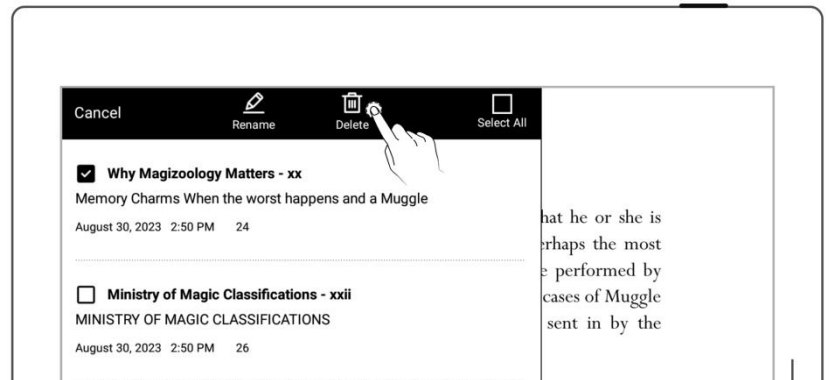 Cancel
Rename
Delete
Select All
Why Magizoology Matters - xx
Memory Charms When the worst happens and a Muggle
August 30, 2023 2:50 PM 24
Ministry of Magic Classifications - xxii
MINISTRY OF MAGIC CLASSIFICATIONS
August 30, 2023 2:50 PM 26
hat he or she is
erhaps the most
e performed by
cases of Muggle
sent in by the